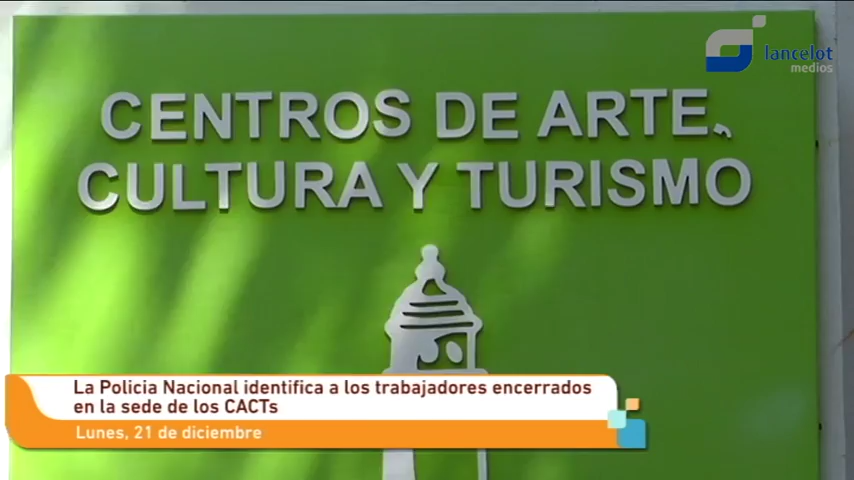 lancelot
medios
CENTROS DE ARTE,
CULTURA Y TURISMO
La Policia Nacional identifica a los trabajadores encerrados
en la sede de los CACTs
Lunes, 21 de diciembre